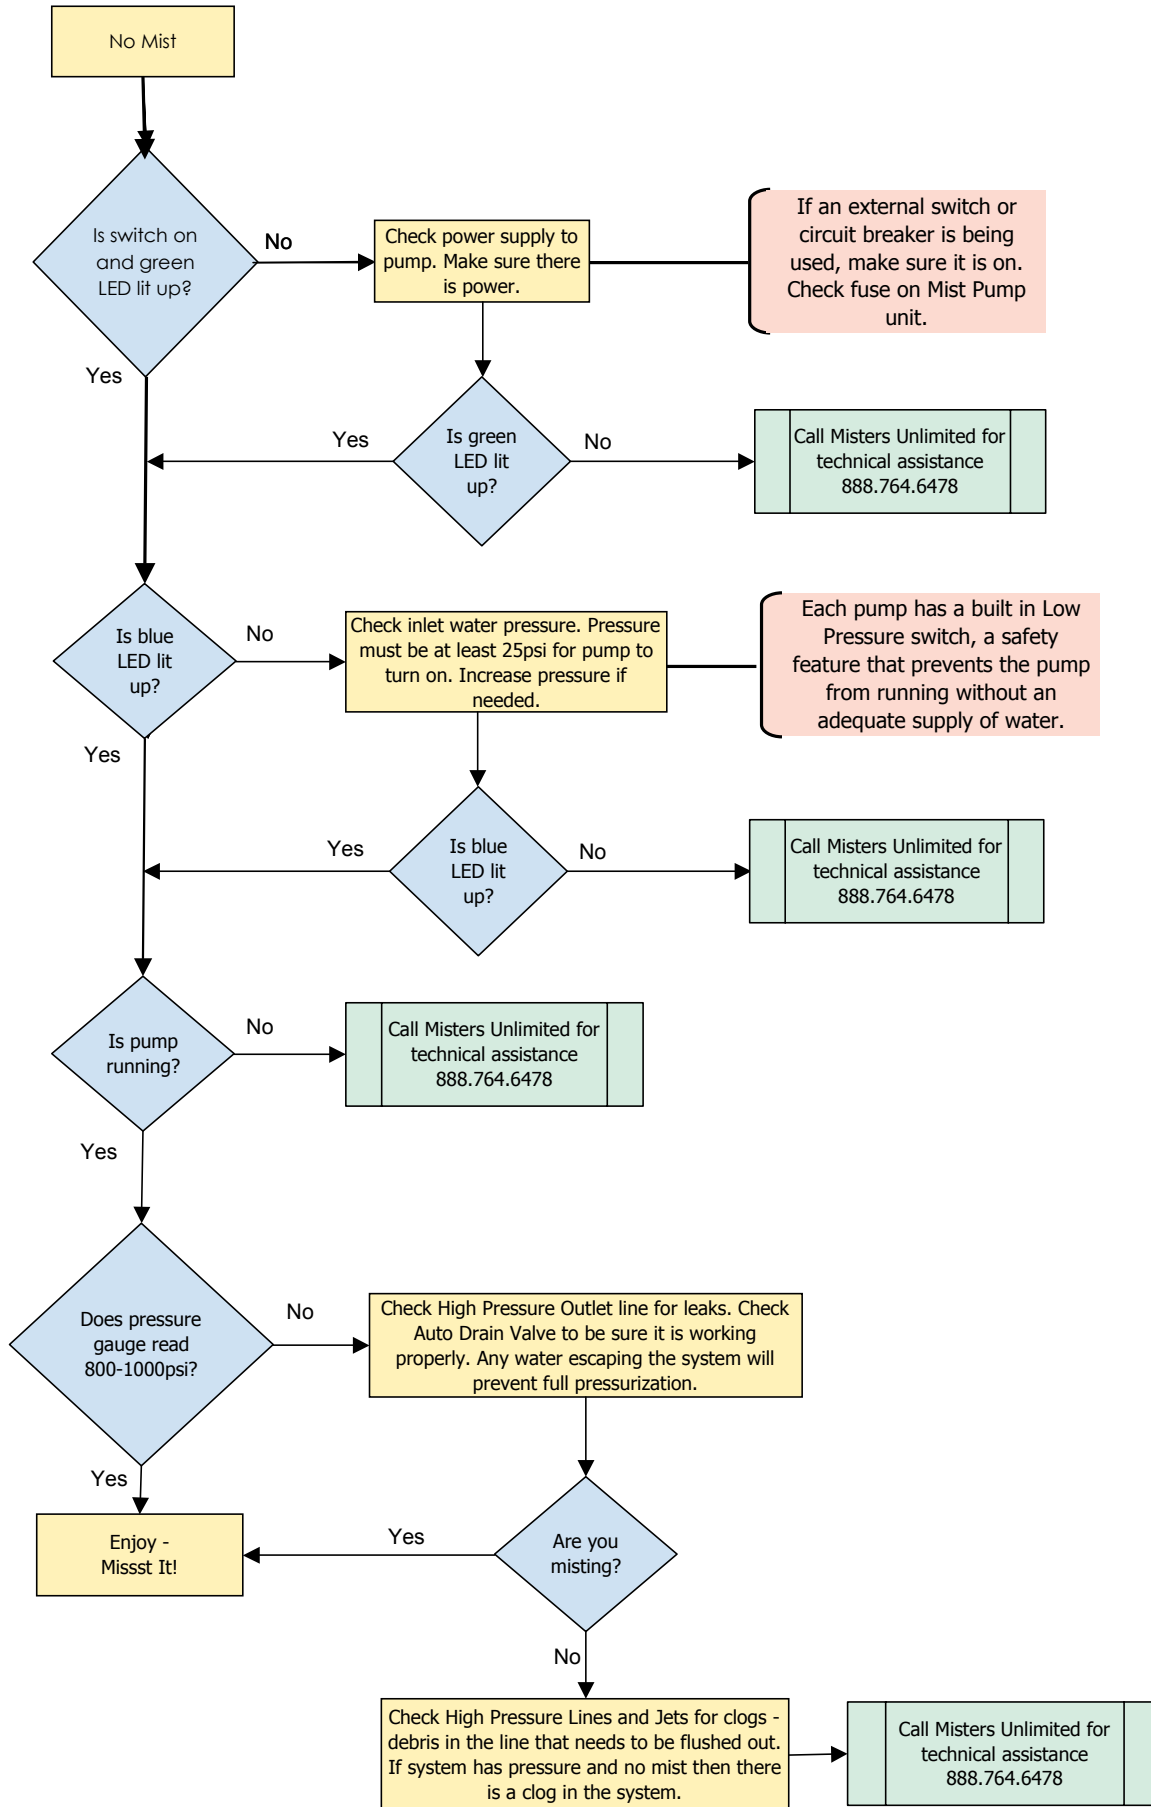 No Mist
Is switch on
and green
LED lit up?
No
Check power supply to
pump. Make sure there
is power.
If an external switch or
circuit breaker is being
used, make sure it is on.
Check fuse on Mist Pump
unit.
Yes
Is green
LED lit
up?
Yes
No
Call Misters Unlimited for
technical assistance
888.764.6478
Is blue
LED lit
up?
No
Check inlet water pressure. Pressure
must be at least 25psi for pump to
turn on. Increase pressure if
needed.
Each pump has a built in Low
Pressure switch, a safety
feature that prevents the pump
from running without an
adequate supply of water.
Yes
Is blue
LED lit
up?
Yes
No
Call Misters Unlimited for
technical assistance
888.764.6478
Is pump
running?
No
Call Misters Unlimited for
technical assistance
888.764.6478
Yes
Does pressure
gauge read
800-1000psi?
No
Check High Pressure Outlet line for leaks. Check
Auto Drain Valve to be sure it is working
properly. Any water escaping the system will
prevent full pressurization.
Yes
Enjoy -
Missst It!
Yes
Are you
misting?
No
Check High Pressure Lines and Jets for clogs -
debris in the line that needs to be flushed out.
If system has pressure and no mist then there
is a clog in the system.
Call Misters Unlimited for
technical assistance
888.764.6478